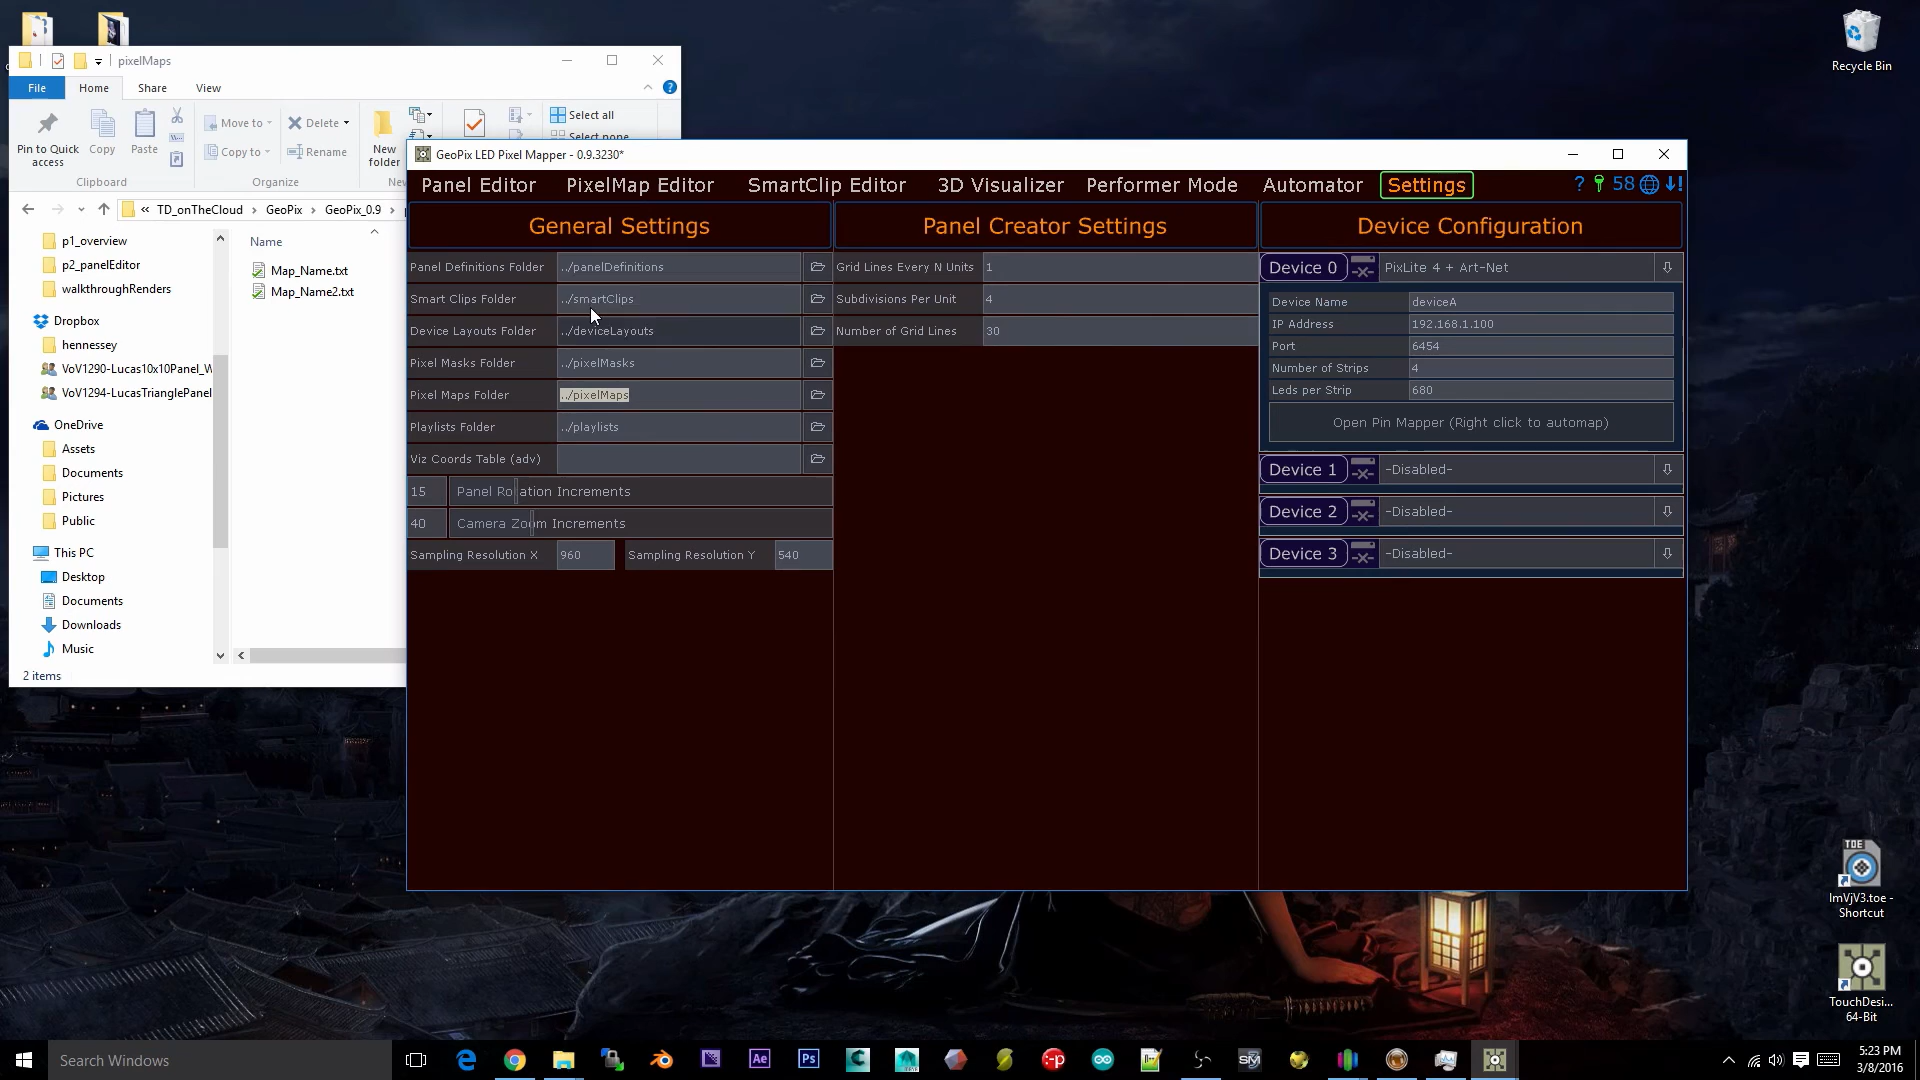 pixelMaps
File
Home
Share
View
Pin to Quick access
Copy
Paste
Move to
Copy to
Delete
Rename
New folder
Select all
Select none
Clipboard
Organize
TD_onTheCloud
GeoPix
GeoPix_0.9
p1_overview
p2_panelEditor
walkthroughRenders
Dropbox
hennessey
VoV1290-Lucas10x10Panel_W
VoV1294-LucasTrianglePanel
OneDrive
Assets
Documents
Pictures
Public
This PC
Desktop
Documents
Downloads
Music
Name
Map_Name.txt
Map_Name2.txt
2 items
GeoPix LED Pixel Mapper - 0.9.3230*
Panel Editor
PixelMap Editor
SmartClip Editor
3D Visualizer
Performer Mode
Automator
Settings
? 58
General Settings
Panel Definitions Folder ../panelDefinitions
Smart Clips Folder ../smartClips
Device Layouts Folder ../deviceLayouts
Pixel Masks Folder ../pixelMasks
Pixel Maps Folder ../pixelMaps
Playlists Folder ../playlists
Viz Coords Table (adv)
15 Panel Rotation Increments
40 Camera Zoom Increments
Sampling Resolution X 960 Sampling Resolution Y 540
Panel Creator Settings
Grid Lines Every N Units 1
Subdivisions Per Unit 4
Number of Grid Lines 30
Device Configuration
Device 0 PixLite 4 + Art-Net
Device Name deviceA
IP Address 192.168.1.100
Port 6454
Number of Strips 4
Leds per Strip 680
Open Pin Mapper (Right click to automap)
Device 1 -Disabled-
Device 2 -Disabled-
Device 3 -Disabled-
Recycle Bin
TOE
ImVjV3.toe - Shortcut
TouchDesi... 64-Bit
Search Windows
Ae
Ps
SM
5:23 PM
3/8/2016